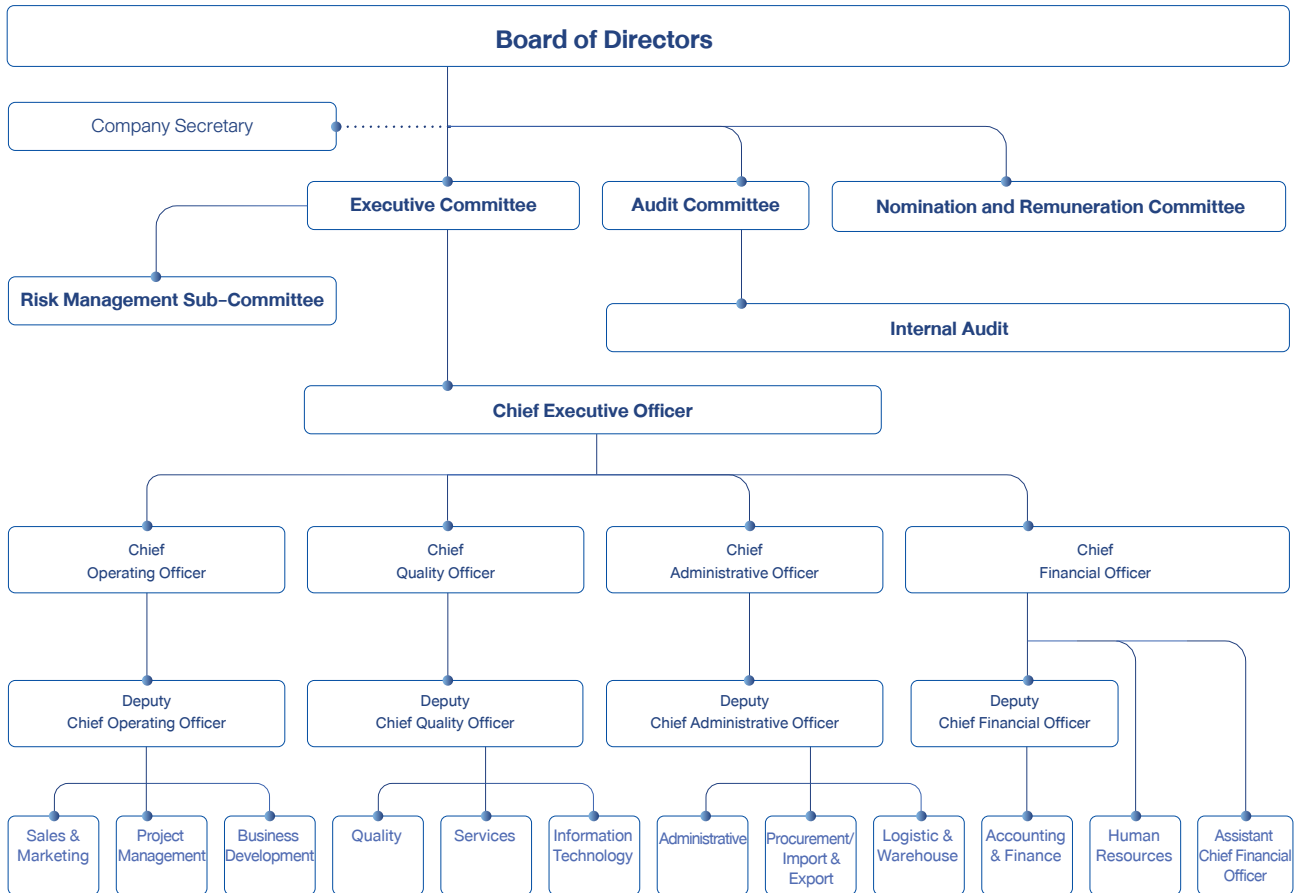 Board of Directors
Company Secretary
Executive Committee
Audit Committee
Nomination and Remuneration Committee
Risk Management Sub-Committee
Internal Audit
Chief Executive Officer
Chief
Operating Officer
Chief
Quality Officer
Chief
Administrative Officer
Chief
Financial Officer
Deputy
Chief Operating Officer
Deputy
Chief Quality Officer
Deputy
Chief Administrative Officer
Deputy
Chief Financial Officer
Sales &
Marketing
Project
Management
Business
Development
Quality
Services
Information
Technology
Administrative
Procurement/
Import &
Export
Logistic &
Warehouse
Accounting
& Finance
Human
Resources
Assistant
Chief Financial
Officer